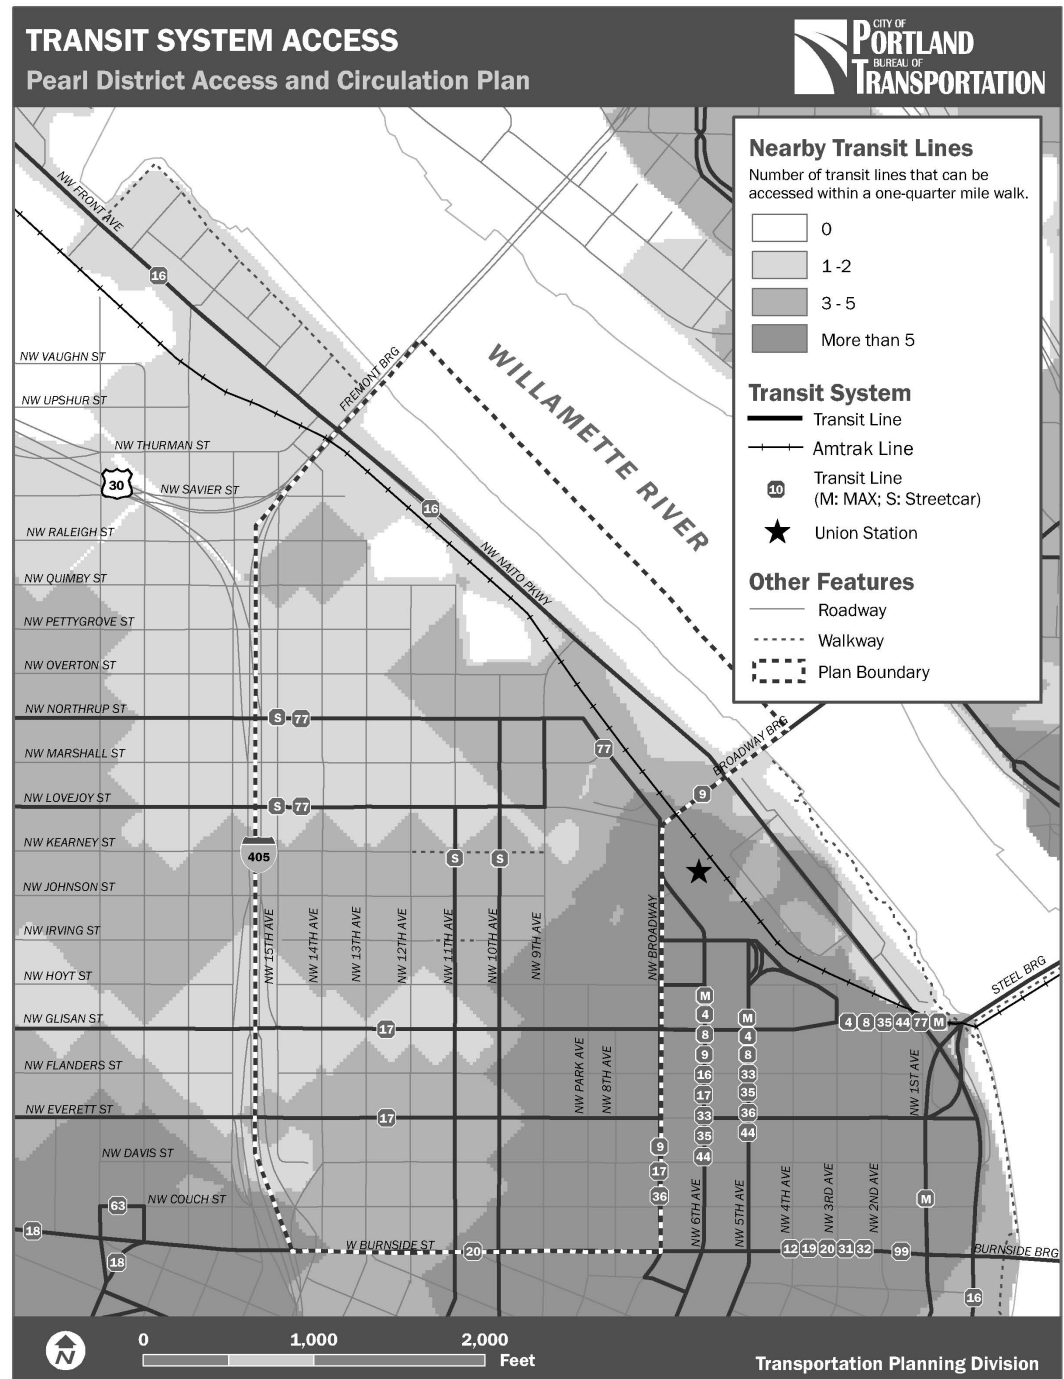 TRANSIT SYSTEM ACCESS
Pearl District Access and Circulation Plan
CITY OF
PORTLAND
BUREAU OF
TRANSPORTATION
Nearby Transit Lines
Number of transit lines that can be
accessed within a one-quarter mile walk.
0
1 -2
3 - 5
More than 5
Transit System
Transit Line
Amtrak Line
10
Transit Line
(M: MAX; S: Streetcar)
Union Station
Other Features
Roadway
Walkway
Plan Boundary
NW FRONT AVE
16
NW VAUGHN ST
FREMONT BRG
WILLAMETTE RIVER
NW UPSHUR ST
NW THURMAN ST
30
NW SAVIER ST
16
NW RALEIGH ST
NW NAITO PKWY
NW QUIMBY ST
NW PETTYGROVE ST
NW OVERTON ST
NW NORTHRUP ST
S 77
77
BROADWAY BRG
NW MARSHALL ST
9
NW LOVEJOY ST
S 77
NW KEARNEY ST
405
S
S
NW JOHNSON ST
NW IRVING ST
NW 15TH AVE
NW 14TH AVE
NW 13TH AVE
NW 12TH AVE
NW 11TH AVE
NW 10TH AVE
NW 9TH AVE
NW BROADWAY
NW HOYT ST
STEEL BRG
NW GLISAN ST
17
M
4
8
9
16
17
33
35
44
M
4
8
33
35
36
44
4 8 35 44 77 M
NW FLANDERS ST
NW PARK AVE
NW 8TH AVE
NW 1ST AVE
NW EVERETT ST
17
9
17
36
NW DAVIS ST
NW COUCH ST
63
18
18
NW 6TH AVE
NW 5TH AVE
NW 4TH AVE
NW 3RD AVE
NW 2ND AVE
M
W BURNSIDE ST
20
12 19 20 31 32
99
BURNSIDE BRG
16
N
0 1,000 2,000
Feet
Transportation Planning Division